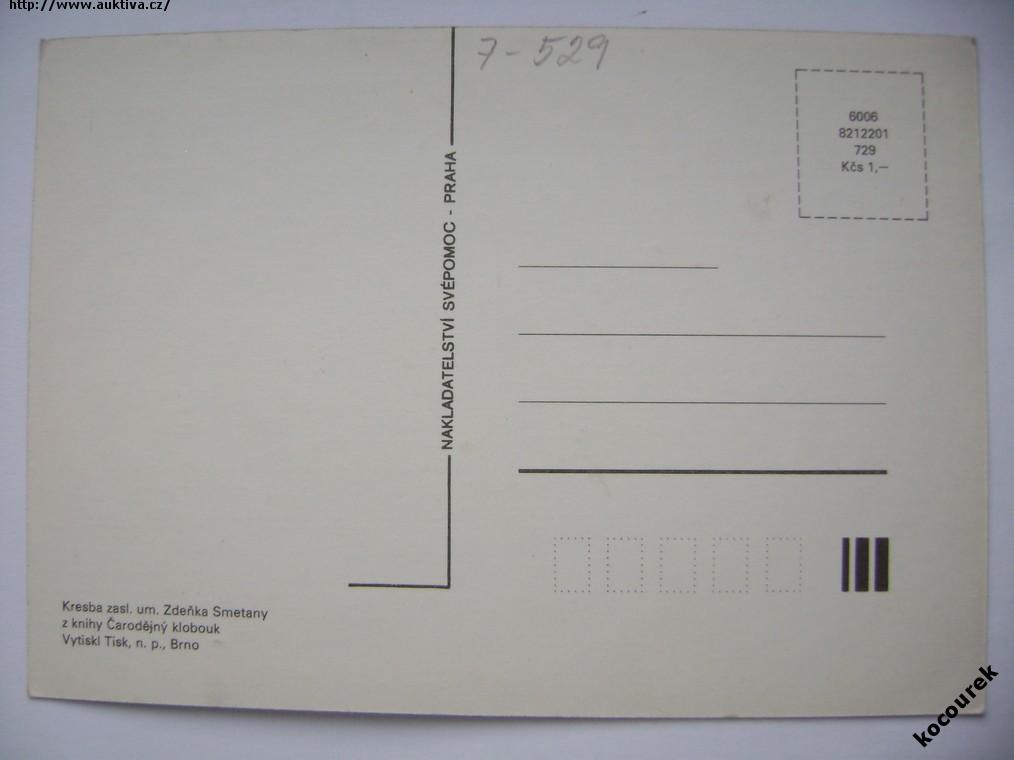 http://www.auktiva.cz/
7-529
6006
8212201
729
Kčs 1,—
NAKLADATELSTVÍ SVÉPOMOC - PRAHA
Kresba zasl. um. Zdeňka Smetany
z knihy Čarodějný klobouk
Vytiskl Tisk, n. p., Brno
kocourek